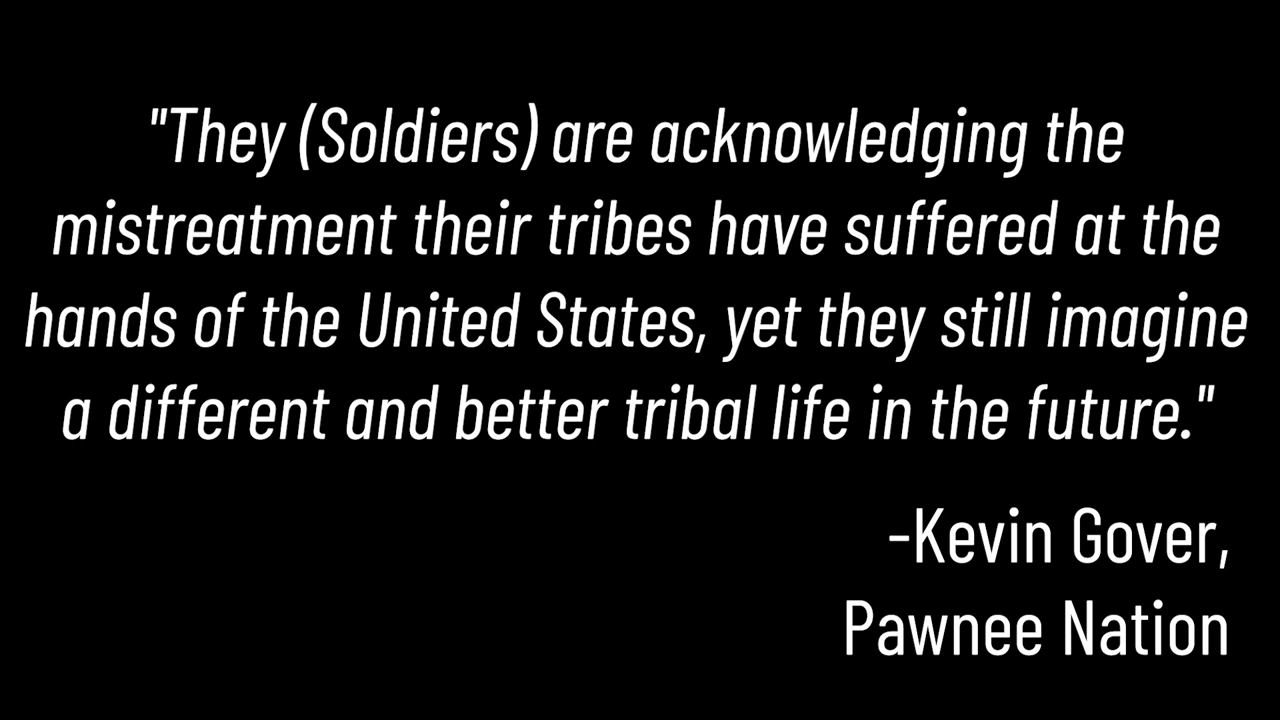 "They (Soldiers) are acknowledging the
mistreatment their tribes have suffered at the
hands of the United States, yet they still imagine
a different and better tribal life in the future."
-Kevin Gover,
Pawnee Nation